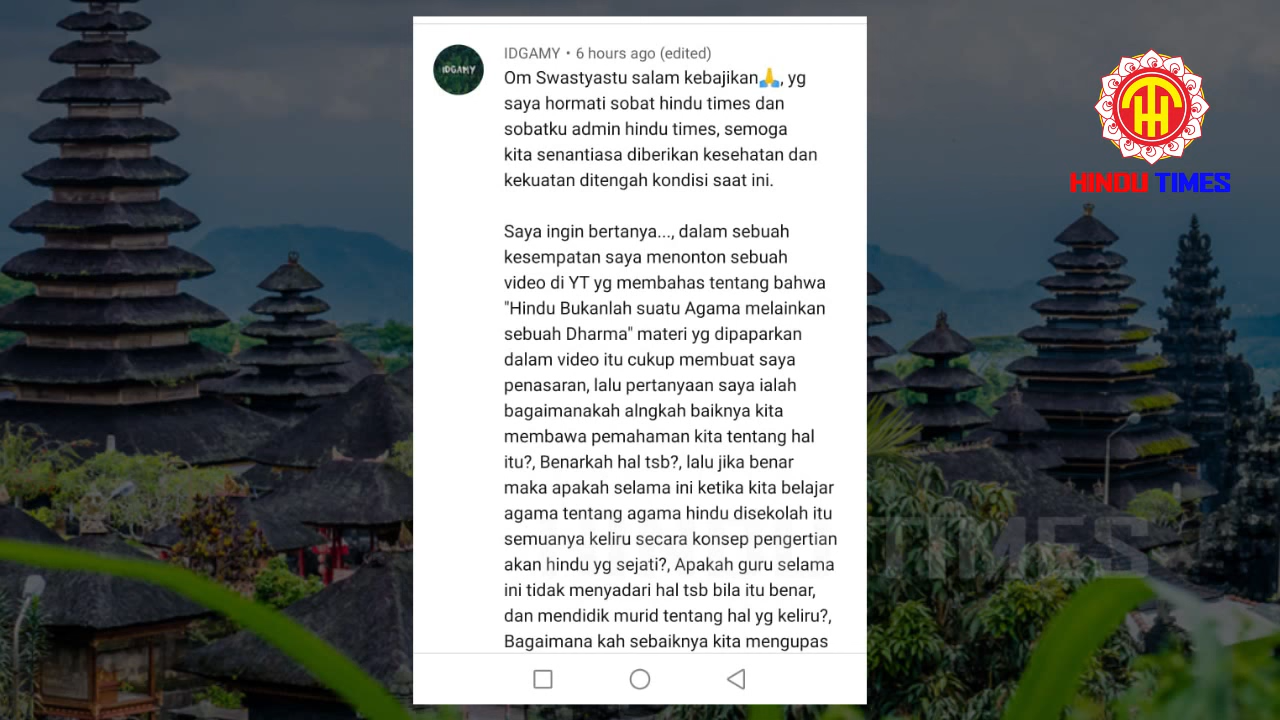 IDGAMY
IDGAMY • 6 hours ago (edited)
Om Swastyastu salam kebajikan🙏, yg
saya hormati sobat hindu times dan
sobatku admin hindu times, semoga
kita senantiasa diberikan kesehatan dan
kekuatan ditengah kondisi saat ini.
Saya ingin bertanya..., dalam sebuah
kesempatan saya menonton sebuah
video di YT yg membahas tentang bahwa
"Hindu Bukanlah suatu Agama melainkan
sebuah Dharma" materi yg dipaparkan
dalam video itu cukup membuat saya
penasaran, lalu pertanyaan saya ialah
bagaimanakah alngkah baiknya kita
membawa pemahaman kita tentang hal
itu?, Benarkah hal tsb?, lalu jika benar
maka apakah selama ini ketika kita belajar
agama tentang agama hindu disekolah itu
semuanya keliru secara konsep pengertian
akan hindu yg sejati?, Apakah guru selama
ini tidak menyadari hal tsb bila itu benar,
dan mendidik murid tentang hal yg keliru?,
Bagaimana kah sebaiknya kita mengupas
HINDU TIMES
TIMES